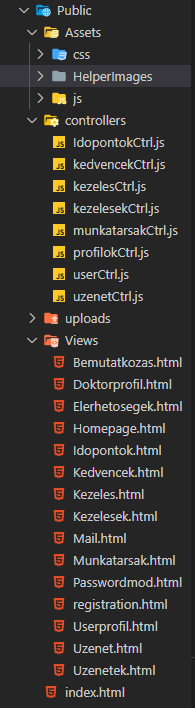 Public
Assets
css
HelperImages
js
controllers
IdopontokCtrl.js
kedvencekCtrl.js
kezelesCtrl.js
kezelesekCtrl.js
munkatarsakCtrl.js
profilokCtrl.js
userCtrl.js
uzenetCtrl.js
uploads
Views
Bemutatkozas.html
Doktorprofil.html
Elerhetosegek.html
Homepage.html
Idopontok.html
Kedvencek.html
Kezeles.html
Kezelesek.html
Mail.html
Munkatarsak.html
Passwordmod.html
registration.html
Userprofil.html
Uzenet.html
Uzenetek.html
index.html